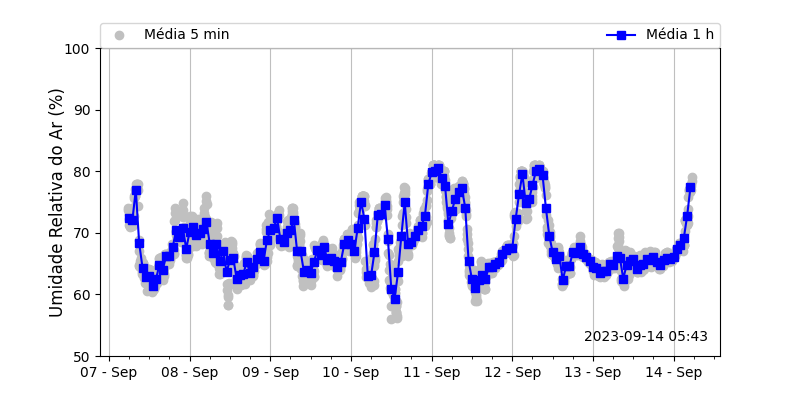 Média 5 min Média 1 h
100
90
80
70
60
50
Umidade Relativa do Ar (%)
2023-09-14 05:43
07 - Sep 08 - Sep 09 - Sep 10 - Sep 11 - Sep 12 - Sep 13 - Sep 14 - Sep